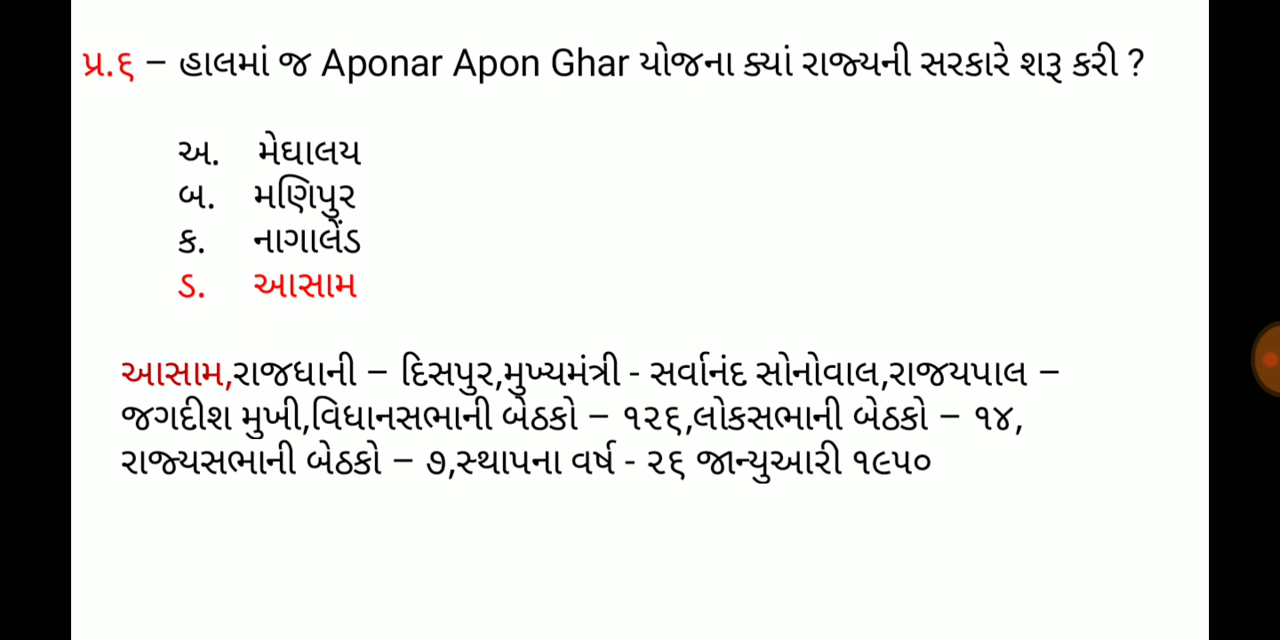 પ્ર.૬ – હાલમાં જ Aponar Apon Ghar યોજના ક્યાં રાજ્યની સરકારે શરૂ કરી ?
અ. મેઘાલય
બ. મણિપુર
ક. નાગાલેંડ
ડ. આસામ
આસામ,રાજધાની – દિસપુર,મુખ્યમંત્રી - સર્વાનંદ સોનોવાલ,રાજયપાલ –
જગદીશ મુખી,વિધાનસભાની બેઠકો – ૧૨૬,લોકસભાની બેઠકો – ૧૪,
રાજ્યસભાની બેઠકો – ૭,સ્થાપના વર્ષ - ૨૬ જાન્યુઆરી ૧૯૫૦